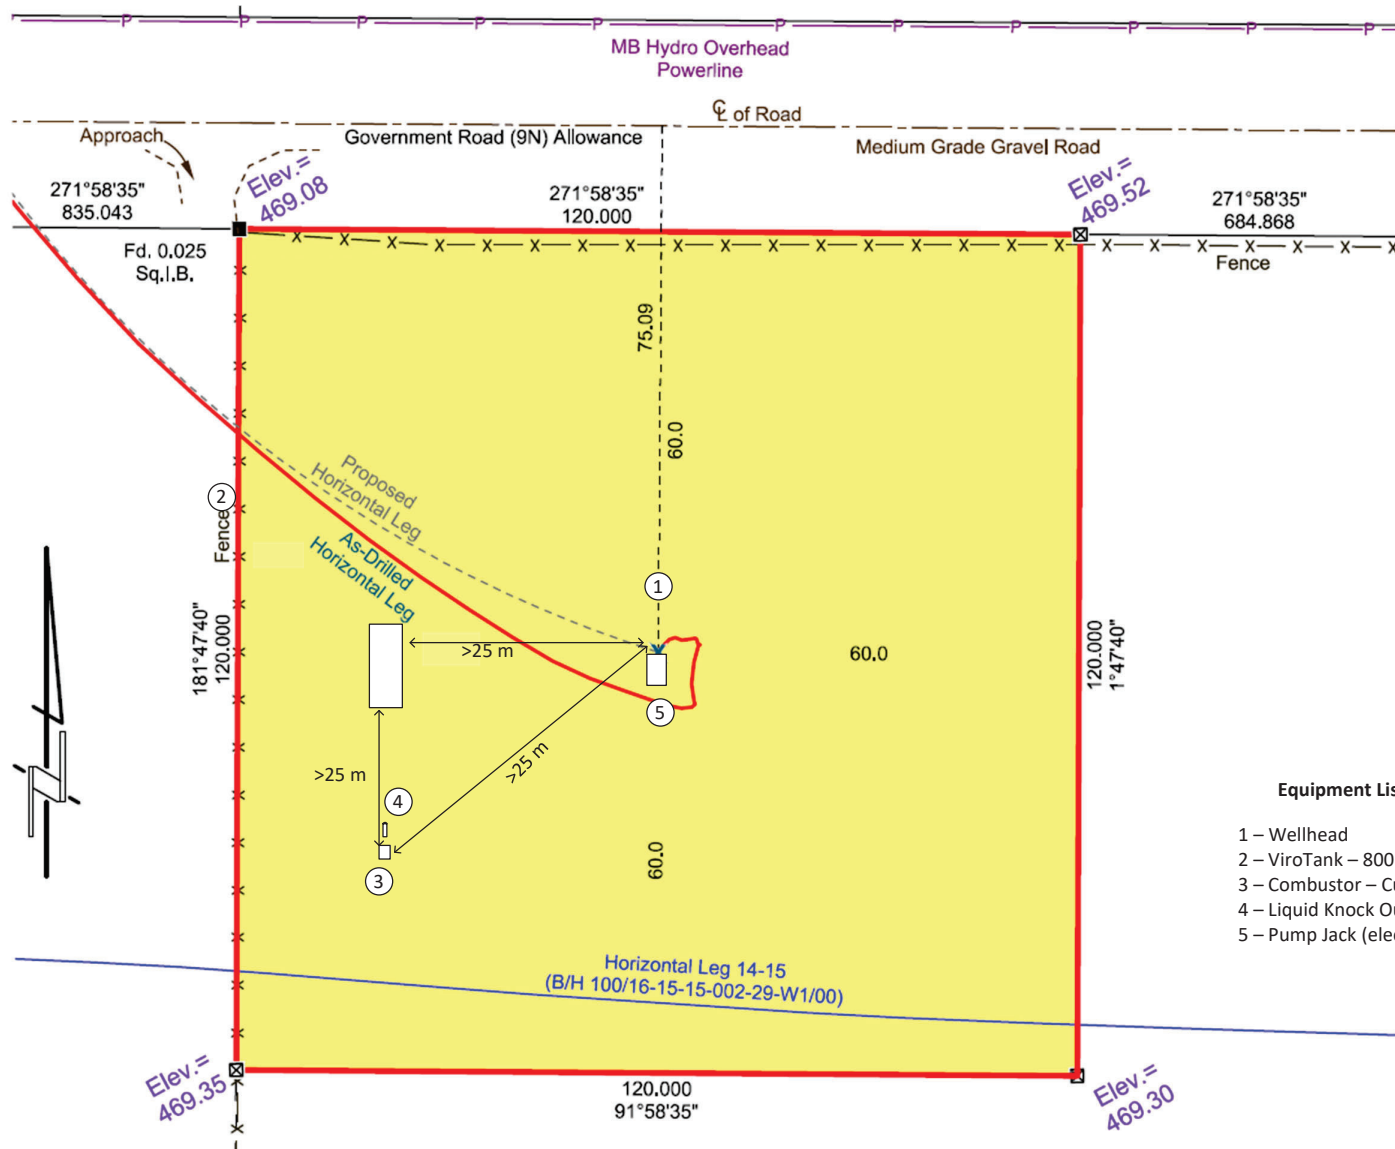 P P P P P P P P P P P
MB Hydro Overhead
Powerline
℄ of Road
Approach
Government Road (9N) Allowance
Medium Grade Gravel Road
271°58'35"
835.043
Elev.=
469.08
271°58'35"
120.000
Elev.=
469.52
271°58'35"
684.868
Fd. 0.025
Sq.I.B.
Fence
75.09
60.0
Proposed
Horizontal Leg
2
Fence
As-Drilled
Horizontal Leg
1
181°47'40"
120.000
>25 m
60.0
120.000
1°47'40"
5
>25 m
>25 m
4
3
60.0
Equipment Lis
1 – Wellhead
2 – ViroTank – 800
3 – Combustor – Cu
4 – Liquid Knock Ou
5 – Pump Jack (elec
Horizontal Leg 14-15
(B/H 100/16-15-15-002-29-W1/00)
Elev.=
469.35
120.000
91°58'35"
Elev.=
469.30